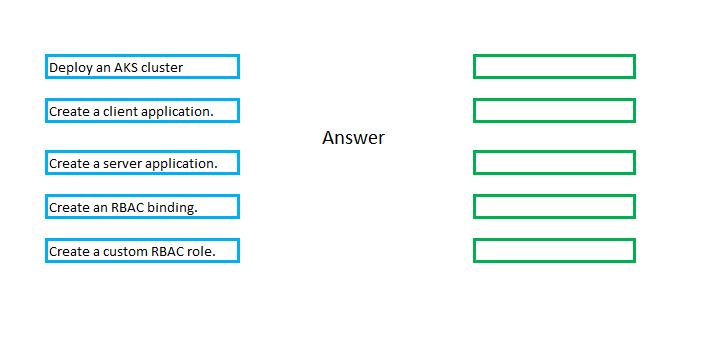 Deploy an AKS cluster
Create a client application.
Answer
Create a server application.
Create an RBAC binding.
Create a custom RBAC role.